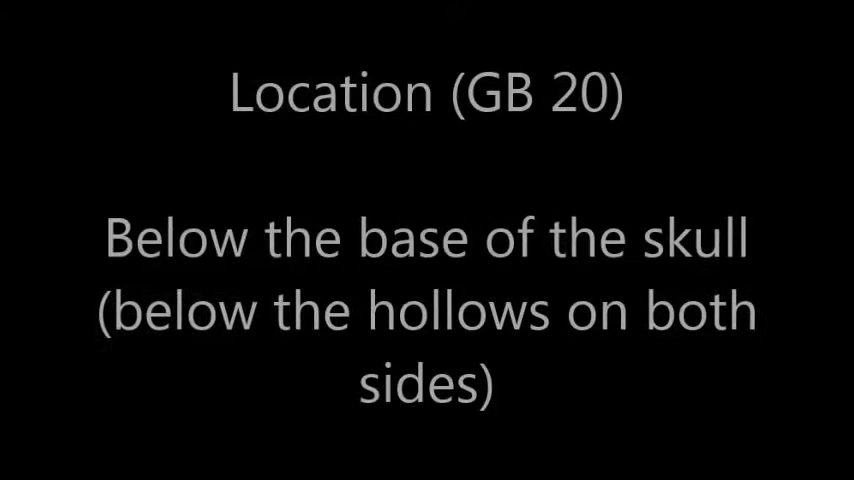 Location (GB 20)
Below the base of the skull
(below the hollows on both
sides)